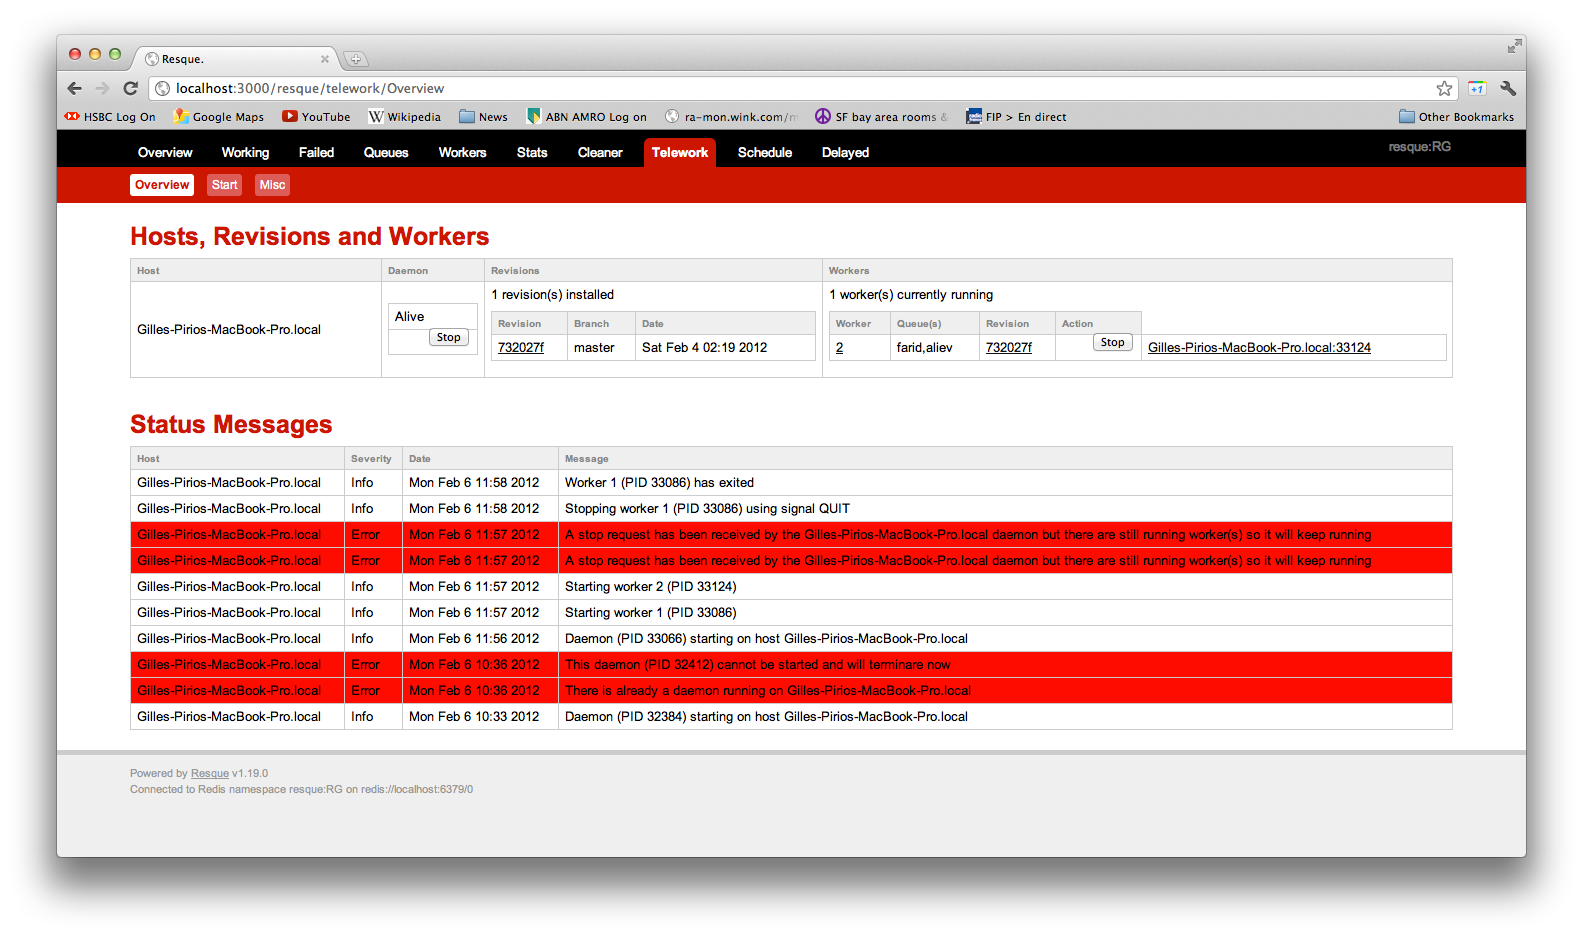 Resque.
localhost:3000/resque/telework/Overview
+1
HSBC Log On Google Maps YouTube W Wikipedia News ABN AMRO Log on ra-mon.wink.com/ SF bay area rooms & FIP > En direct Other Bookmarks
Overview Working Failed Queues Workers Stats Cleaner Telework Schedule Delayed resque:RG
Overview Start Misc
Hosts, Revisions and Workers
Host Daemon Revisions Workers
Gilles-Pirios-MacBook-Pro.local
Alive
Stop
1 revision(s) installed
Revision Branch Date
732027f master Sat Feb 4 02:19 2012
1 worker(s) currently running
Worker Queue(s) Revision Action
2 farid,aliev 732027f Stop Gilles-Pirios-MacBook-Pro.local:33124
Status Messages
Host Severity Date Message
Gilles-Pirios-MacBook-Pro.local Info Mon Feb 6 11:58 2012 Worker 1 (PID 33086) has exited
Gilles-Pirios-MacBook-Pro.local Info Mon Feb 6 11:58 2012 Stopping worker 1 (PID 33086) using signal QUIT
Gilles-Pirios-MacBook-Pro.local Error Mon Feb 6 11:57 2012 A stop request has been received by the Gilles-Pirios-MacBook-Pro.local daemon but there are still running worker(s) so it will keep running
Gilles-Pirios-MacBook-Pro.local Error Mon Feb 6 11:57 2012 A stop request has been received by the Gilles-Pirios-MacBook-Pro.local daemon but there are still running worker(s) so it will keep running
Gilles-Pirios-MacBook-Pro.local Info Mon Feb 6 11:57 2012 Starting worker 2 (PID 33124)
Gilles-Pirios-MacBook-Pro.local Info Mon Feb 6 11:57 2012 Starting worker 1 (PID 33086)
Gilles-Pirios-MacBook-Pro.local Info Mon Feb 6 11:56 2012 Daemon (PID 33066) starting on host Gilles-Pirios-MacBook-Pro.local
Gilles-Pirios-MacBook-Pro.local Error Mon Feb 6 10:36 2012 This daemon (PID 32412) cannot be started and will terminare now
Gilles-Pirios-MacBook-Pro.local Error Mon Feb 6 10:36 2012 There is already a daemon running on Gilles-Pirios-MacBook-Pro.local
Gilles-Pirios-MacBook-Pro.local Info Mon Feb 6 10:33 2012 Daemon (PID 32384) starting on host Gilles-Pirios-MacBook-Pro.local
Powered by Resque v1.19.0
Connected to Redis namespace resque:RG on redis://localhost:6379/0